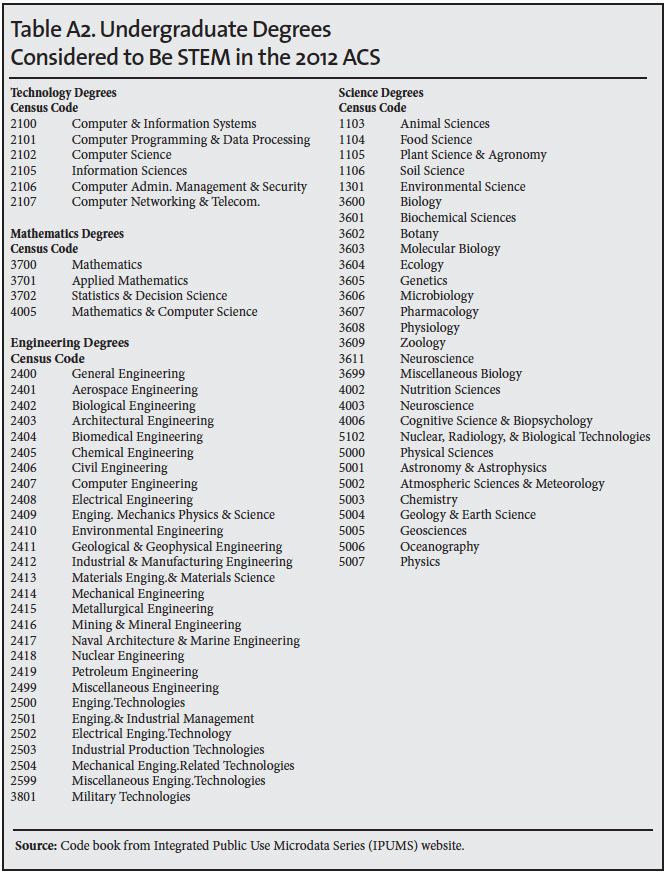 Table A2. Undergraduate Degrees
Considered to Be STEM in the 2012 ACS
Technology Degrees
Census Code
2100 Computer & Information Systems
2101 Computer Programming & Data Processing
2102 Computer Science
2105 Information Sciences
2106 Computer Admin. Management & Security
2107 Computer Networking & Telecom.
Mathematics Degrees
Census Code
3700 Mathematics
3701 Applied Mathematics
3702 Statistics & Decision Science
4005 Mathematics & Computer Science
Engineering Degrees
Census Code
2400 General Engineering
2401 Aerospace Engineering
2402 Biological Engineering
2403 Architectural Engineering
2404 Biomedical Engineering
2405 Chemical Engineering
2406 Civil Engineering
2407 Computer Engineering
2408 Electrical Engineering
2409 Enging. Mechanics Physics & Science
2410 Environmental Engineering
2411 Geological & Geophysical Engineering
2412 Industrial & Manufacturing Engineering
2413 Materials Enging.& Materials Science
2414 Mechanical Engineering
2415 Metallurgical Engineering
2416 Mining & Mineral Engineering
2417 Naval Architecture & Marine Engineering
2418 Nuclear Engineering
2419 Petroleum Engineering
2499 Miscellaneous Engineering
2500 Enging.Technologies
2501 Enging.& Industrial Management
2502 Electrical Enging.Technology
2503 Industrial Production Technologies
2504 Mechanical Enging.Related Technologies
2599 Miscellaneous Enging.Technologies
3801 Military Technologies
Science Degrees
Census Code
1103 Animal Sciences
1104 Food Science
1105 Plant Science & Agronomy
1106 Soil Science
1301 Environmental Science
3600 Biology
3601 Biochemical Sciences
3602 Botany
3603 Molecular Biology
3604 Ecology
3605 Genetics
3606 Microbiology
3607 Pharmacology
3608 Physiology
3609 Zoology
3611 Neuroscience
3699 Miscellaneous Biology
4002 Nutrition Sciences
4003 Neuroscience
4006 Cognitive Science & Biopsychology
5102 Nuclear, Radiology, & Biological Technologies
5000 Physical Sciences
5001 Astronomy & Astrophysics
5002 Atmospheric Sciences & Meteorology
5003 Chemistry
5004 Geology & Earth Science
5005 Geosciences
5006 Oceanography
5007 Physics
Source: Code book from Integrated Public Use Microdata Series (IPUMS) website.